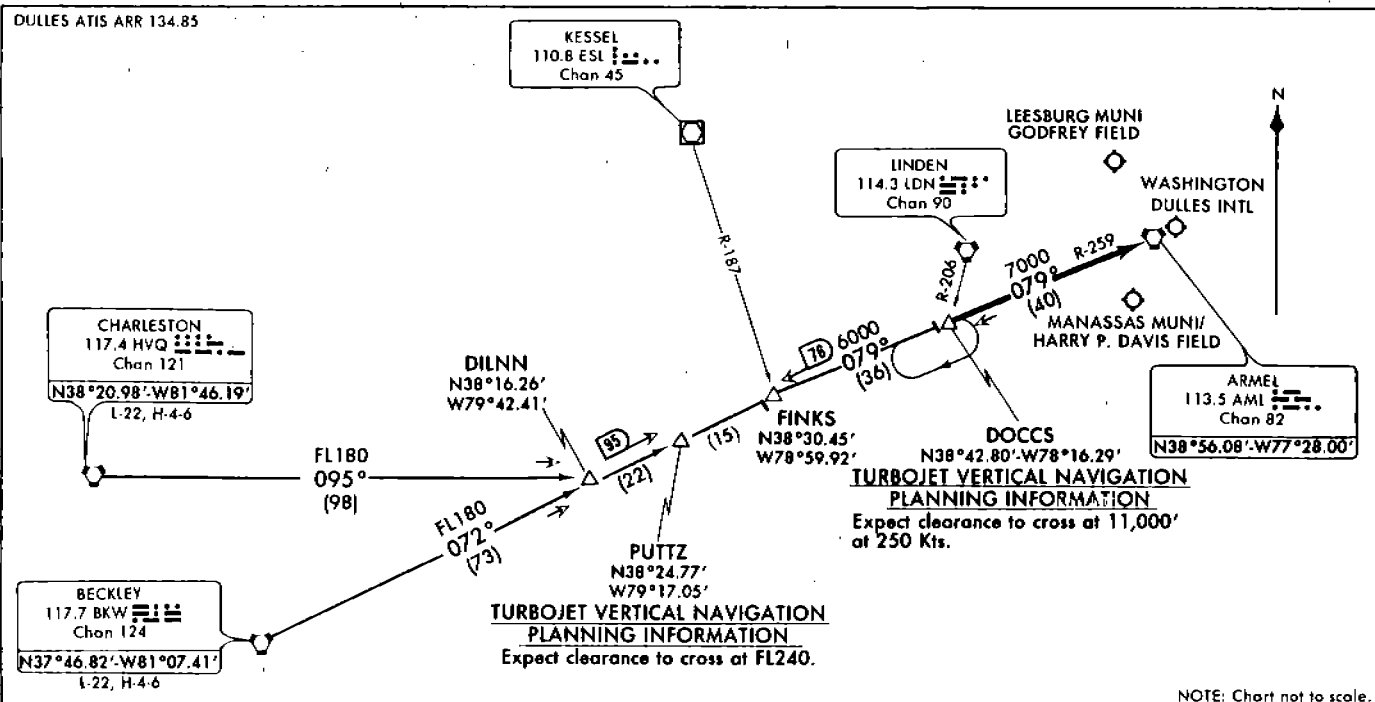 DULLES ATIS ARR 134.85
KESSEL
110.8 ESL
Chan 45
N
LEESBURG MUNI
GODFREY FIELD
LINDEN
114.3 LDN
Chan 90
WASHINGTON
DULLES INTL
R-187
R-206
7000
079°
(40)
R-259
CHARLESTON
117.4 HVQ
Chan 121
N38°20.98'-W81°46.19'
L-22, H-4-6
DILNN
N38°16.26'
W79°42.41'
76
6000
079°
(36)
MANASSAS MUNI/
HARRY P. DAVIS FIELD
ARMEL
113.5 AML
Chan 82
N38°56.08'-W77°28.00'
FL180
095°
(98)
95
(22)
(15)
FINKS
N38°30.45'
W78°59.92'
DOCCS
N38°42.80'-W78°16.29'
TURBOJET VERTICAL NAVIGATION
PLANNING INFORMATION
Expect clearance to cross at 11,000'
at 250 Kts.
FL180
072°
(73)
PUTTZ
N38°24.77'
W79°17.05'
TURBOJET VERTICAL NAVIGATION
PLANNING INFORMATION
Expect clearance to cross at FL240.
BECKLEY
117.7 BKW
Chan 124
N37°46.82'-W81°07.41'
L-22, H-4-6
NOTE: Chart not to scale.